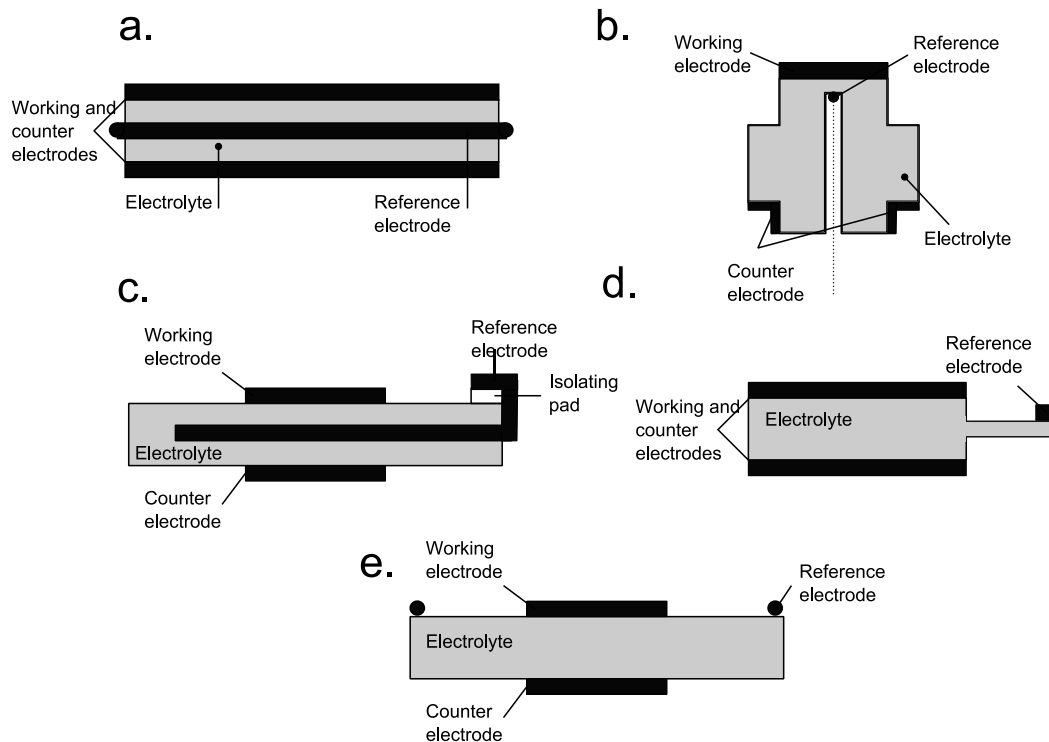 a.
Working and
counter
electrodes
Electrolyte
Reference
electrode
b.
Working
electrode
Reference
electrode
Electrolyte
Counter
electrode
c.
Working
electrode
Reference
electrode
Isolating
pad
Electrolyte
Counter
electrode
d.
Reference
electrode
Working and
counter
electrodes
Electrolyte
e.
Working
electrode
Reference
electrode
Electrolyte
Counter
electrode